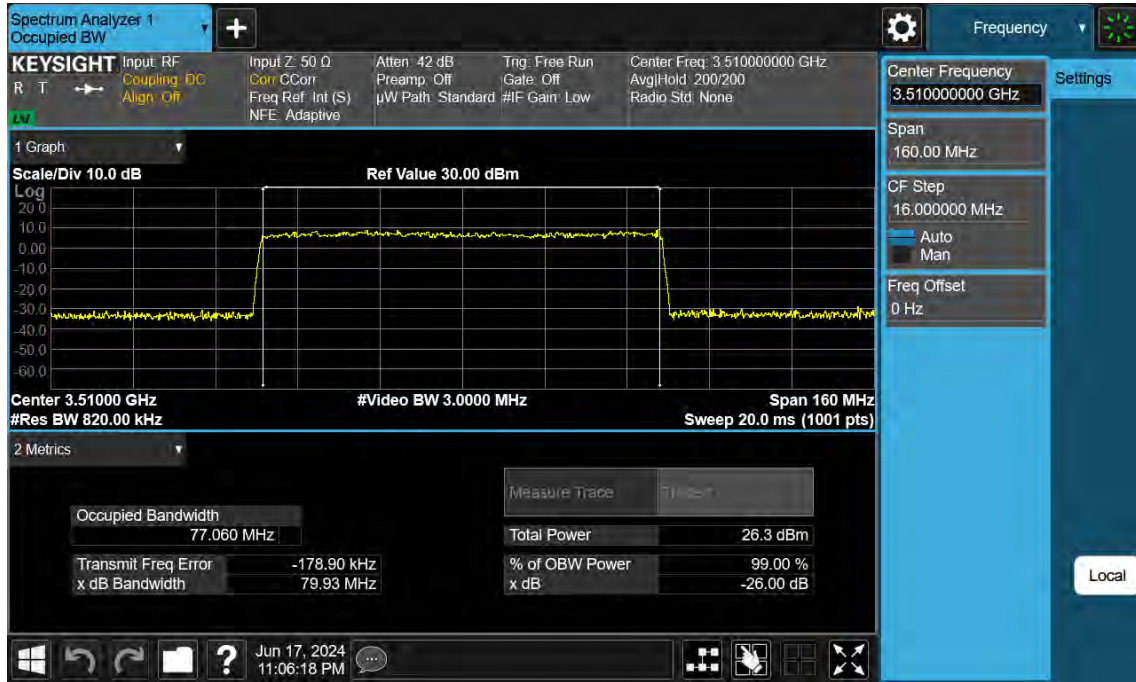 Spectrum Analyzer 1
Occupied BW
+
Frequency
KEYSIGHT
R T
LXI
Input: RF
Coupling: DC
Align: Off
Input Z: 50 Ω
Corr CCorr
Freq Ref: Int (S)
NFE: Adaptive
Atten: 42 dB
Preamp: Off
µW Path: Standard
Trig: Free Run
Gate: Off
#IF Gain: Low
Center Freq: 3.510000000 GHz
Avg|Hold: 200/200
Radio Std: None
Center Frequency
3.510000000 GHz
Settings
Span
160.00 MHz
CF Step
16.000000 MHz
Auto
Man
Freq Offset
0 Hz
Local
1 Graph
Scale/Div 10.0 dB
Ref Value 30.00 dBm
Log
20.0
10.0
0.00
-10.0
-20.0
-30.0
-40.0
-50.0
-60.0
Center 3.51000 GHz
#Video BW 3.0000 MHz
Span 160 MHz
#Res BW 820.00 kHz
Sweep 20.0 ms (1001 pts)
2 Metrics
Measure Trace
Occupied Bandwidth
77.060 MHz
Total Power
26.3 dBm
Transmit Freq Error
-178.90 kHz
% of OBW Power
99.00 %
x dB Bandwidth
79.93 MHz
x dB
-26.00 dB
?
Jun 17, 2024
11:06:18 PM